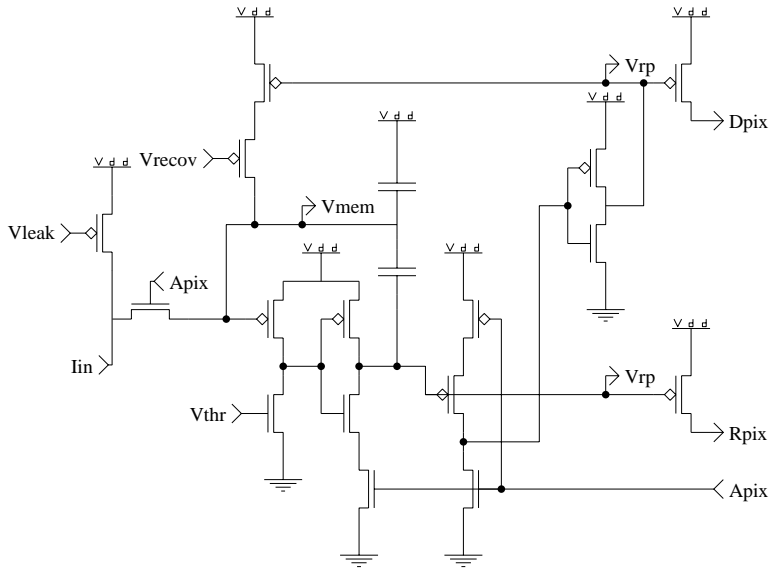 Vdd
Vdd
Vrp
Vdd
Dpix
Vdd
Vrecov
Vdd
Vmem
Vleak
Vdd
Vdd
Apix
Vdd
Iin
Vrp
Vthr
Rpix
Apix